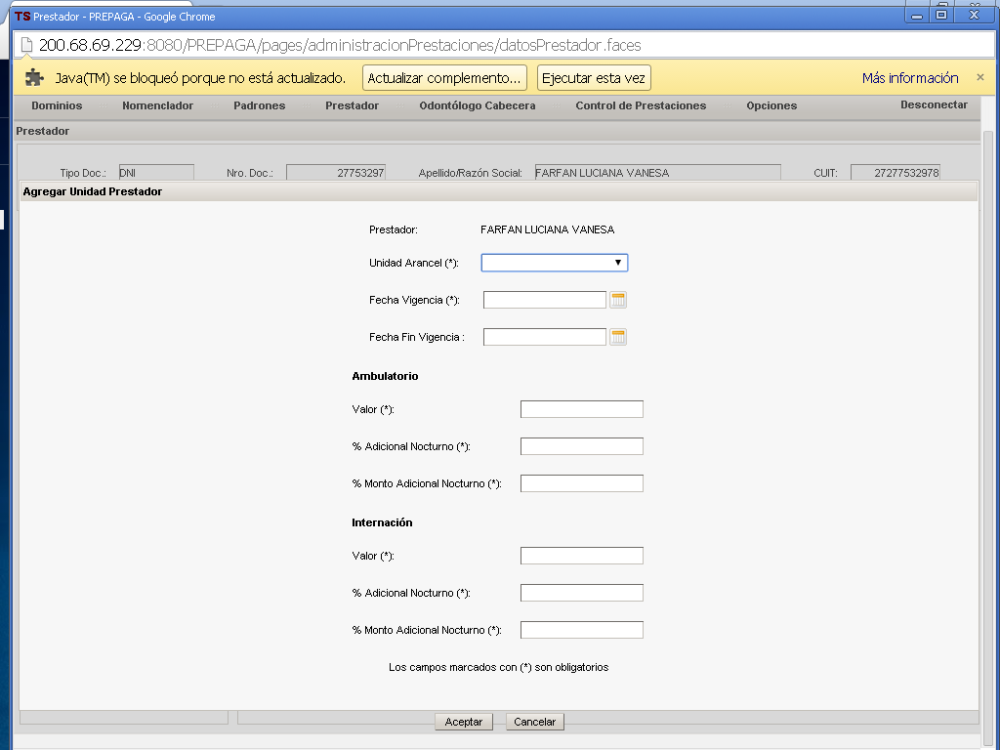 TS Prestador - PREPAGA - Google Chrome
200.68.69.229:8080/PREPAGA/pages/administracionPrestaciones/datosPrestador.faces
Java(TM) se bloqueó porque no está actualizado. Actualizar complemento... Ejecutar esta vez Más información ×
Dominios Nomenclador Padrones Prestador Odontólogo Cabecera Control de Prestaciones Opciones Desconectar
Prestador
Tipo Doc.: DNI Nro. Doc.: 27753297 Apellido/Razón Social: FARFAN LUCIANA VANESA CUIT: 27277532978
Agregar Unidad Prestador
Prestador: FARFAN LUCIANA VANESA
Unidad Arancel (*):
Fecha Vigencia (*):
Fecha Fin Vigencia :
Ambulatorio
Valor (*):
% Adicional Nocturno (*):
% Monto Adicional Nocturno (*):
Internación
Valor (*):
% Adicional Nocturno (*):
% Monto Adicional Nocturno (*):
Los campos marcados con (*) son obligatorios
Aceptar Cancelar